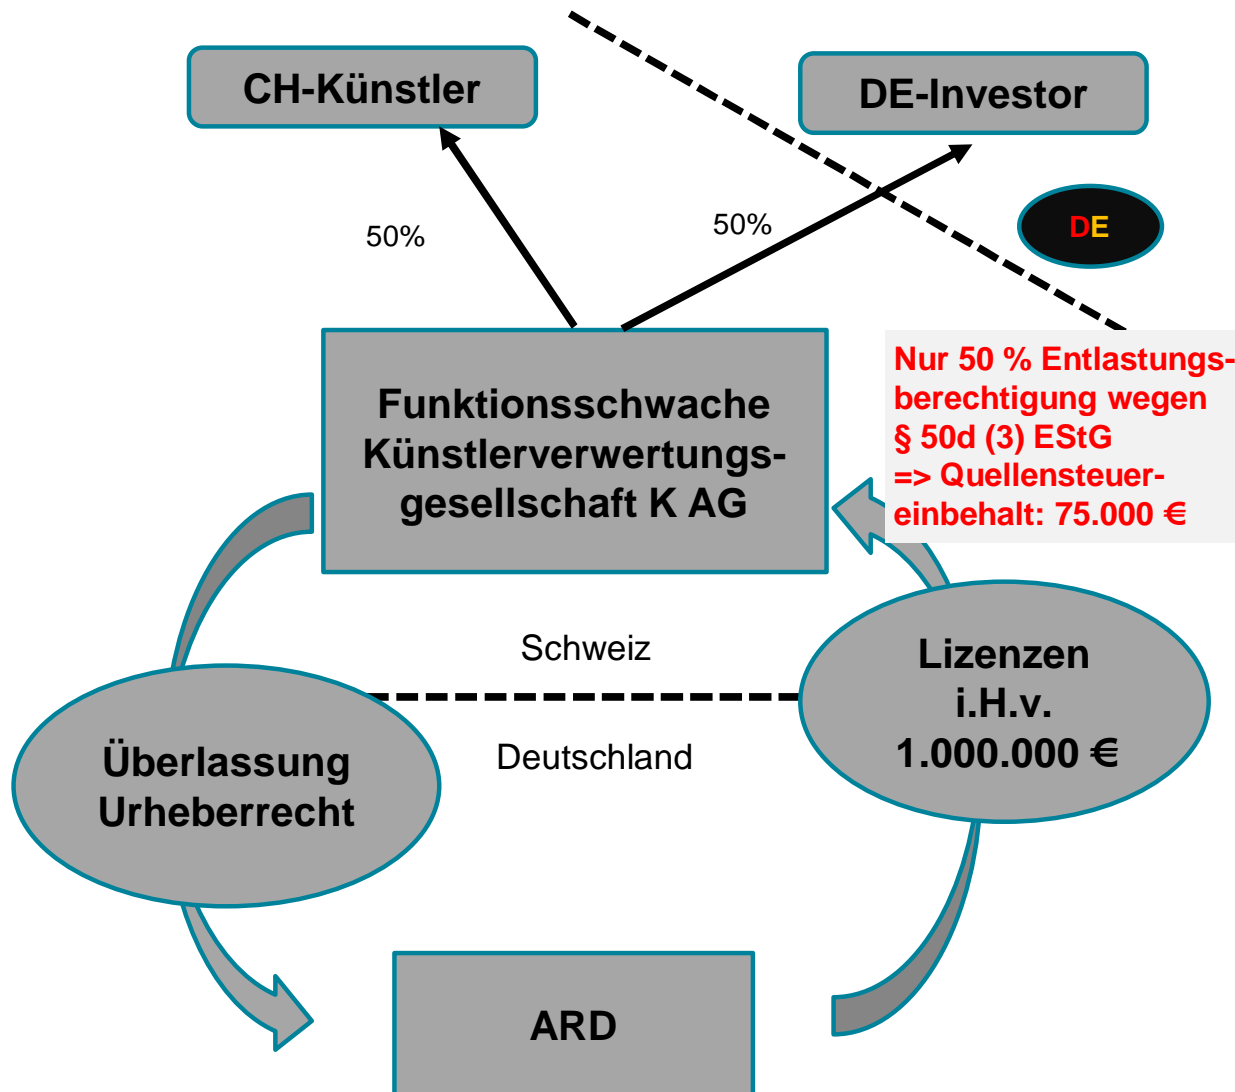 CH-Künstler
DE-Investor
50%
50%
DE
Funktionsschwache
Künstlerverwertungs-
gesellschaft K AG
Nur 50 % Entlastungs-
berechtigung wegen
§ 50d (3) EStG
=> Quellensteuer-
einbehalt: 75.000 €
Schweiz
Deutschland
Lizenzen
i.H.v.
1.000.000 €
Überlassung
Urheberrecht
ARD